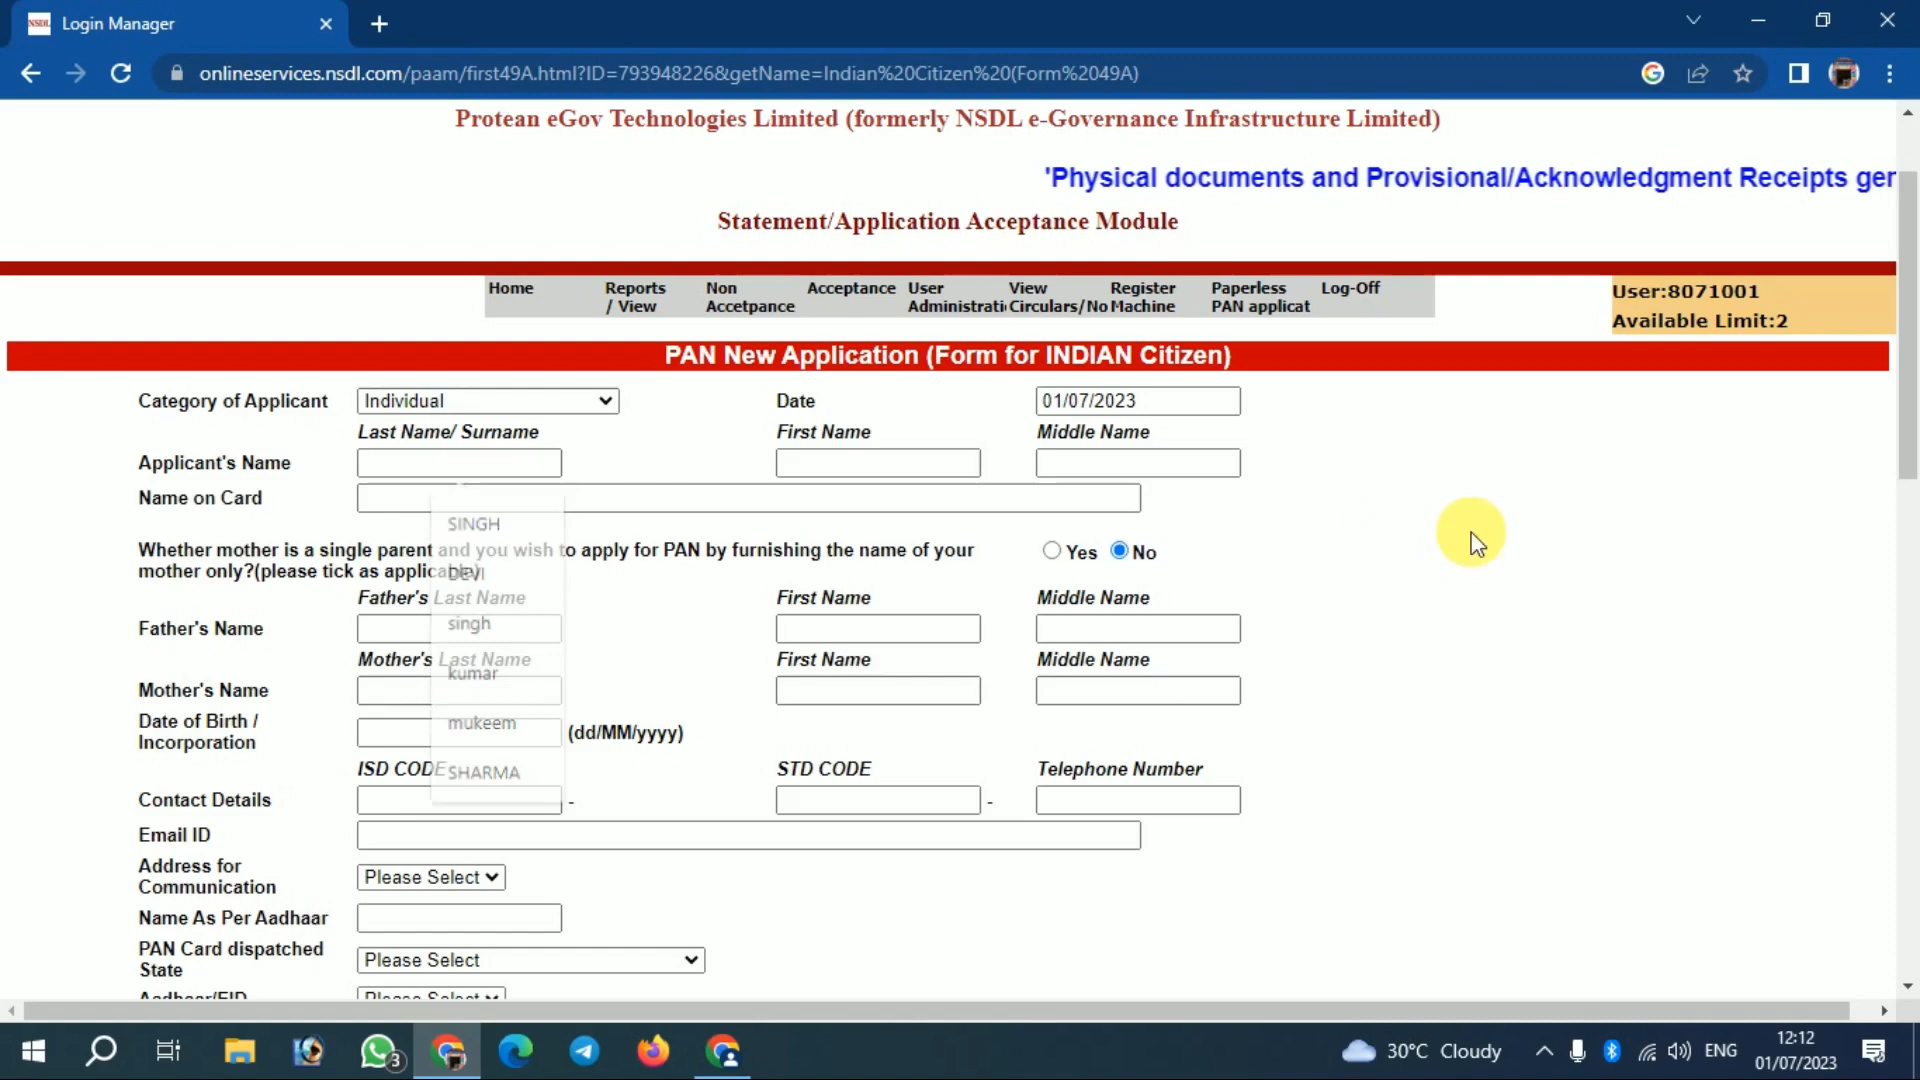 NSDL Login Manager
onlineservices.nsdl.com/paam/first49A.html?ID=793948226&getName=Indian%20Citizen%20(Form%2049A)
Protean eGov Technologies Limited (formerly NSDL e-Governance Infrastructure Limited)
'Physical documents and Provisional/Acknowledgment Receipts ger
Statement/Application Acceptance Module
Home Reports / View Non Accetpance Acceptance User Administrati View Circulars/No Register Machine Paperless PAN applicat Log-Off
User:8071001
Available Limit:2
PAN New Application (Form for INDIAN Citizen)
Category of Applicant Individual Date 01/07/2023
Last Name/ Surname First Name Middle Name
Applicant's Name
Name on Card
SINGH
Whether mother is a single parent and you wish to apply for PAN by furnishing the name of your Yes No
mother only?(please tick as applicable)
DEVI
Father's Last Name First Name Middle Name
Father's Name
singh
Mother's Last Name First Name Middle Name
kumar
Mother's Name
Date of Birth / Incorporation (dd/MM/yyyy)
mukeem
ISD CODE STD CODE Telephone Number
SHARMA
Contact Details - -
Email ID
Address for Communication Please Select
Name As Per Aadhaar
PAN Card dispatched State Please Select
Aadhaar/EID Please Select
3 30°C Cloudy ENG 12:12
01/07/2023